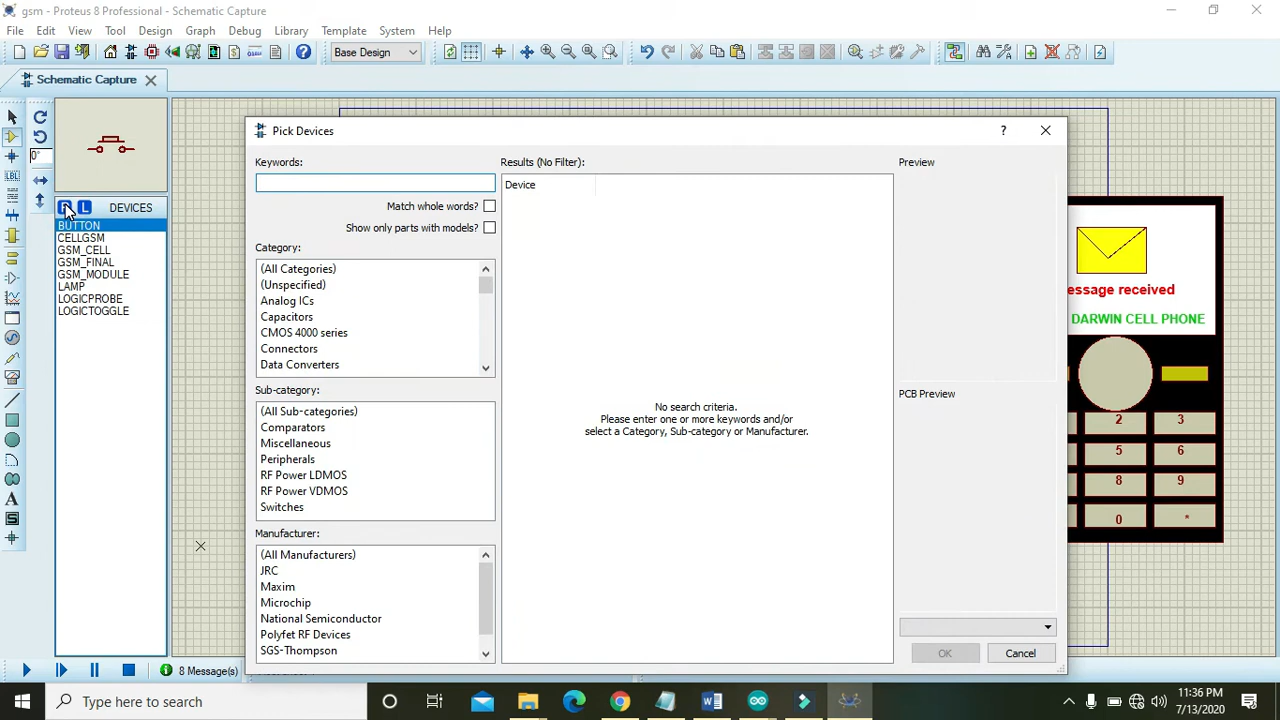 gsm - Proteus 8 Professional - Schematic Capture
File Edit View Tool Design Graph Debug Library Template System Help
Base Design
Schematic Capture
0°
LBL
L DEVICES
BUTTON
CELLGSM
GSM_CELL
GSM_FINAL
GSM_MODULE
LAMP
LOGICPROBE
LOGICTOGGLE
Pick Devices
?
Keywords:
Match whole words?
Show only parts with models?
Category:
(All Categories)
(Unspecified)
Analog ICs
Capacitors
CMOS 4000 series
Connectors
Data Converters
Sub-category:
(All Sub-categories)
Comparators
Miscellaneous
Peripherals
RF Power LDMOS
RF Power VDMOS
Switches
Manufacturer:
(All Manufacturers)
JRC
Maxim
Microchip
National Semiconductor
Polyfet RF Devices
SGS-Thompson
Results (No Filter):
Device
No search criteria.
Please enter one or more keywords and/or
select a Category, Sub-category or Manufacturer.
Preview
PCB Preview
OK Cancel
essage received
DARWIN CELL PHONE
2 3
5 6
8 9
0 *
8 Message(s)
Type here to search
11:36 PM
7/13/2020